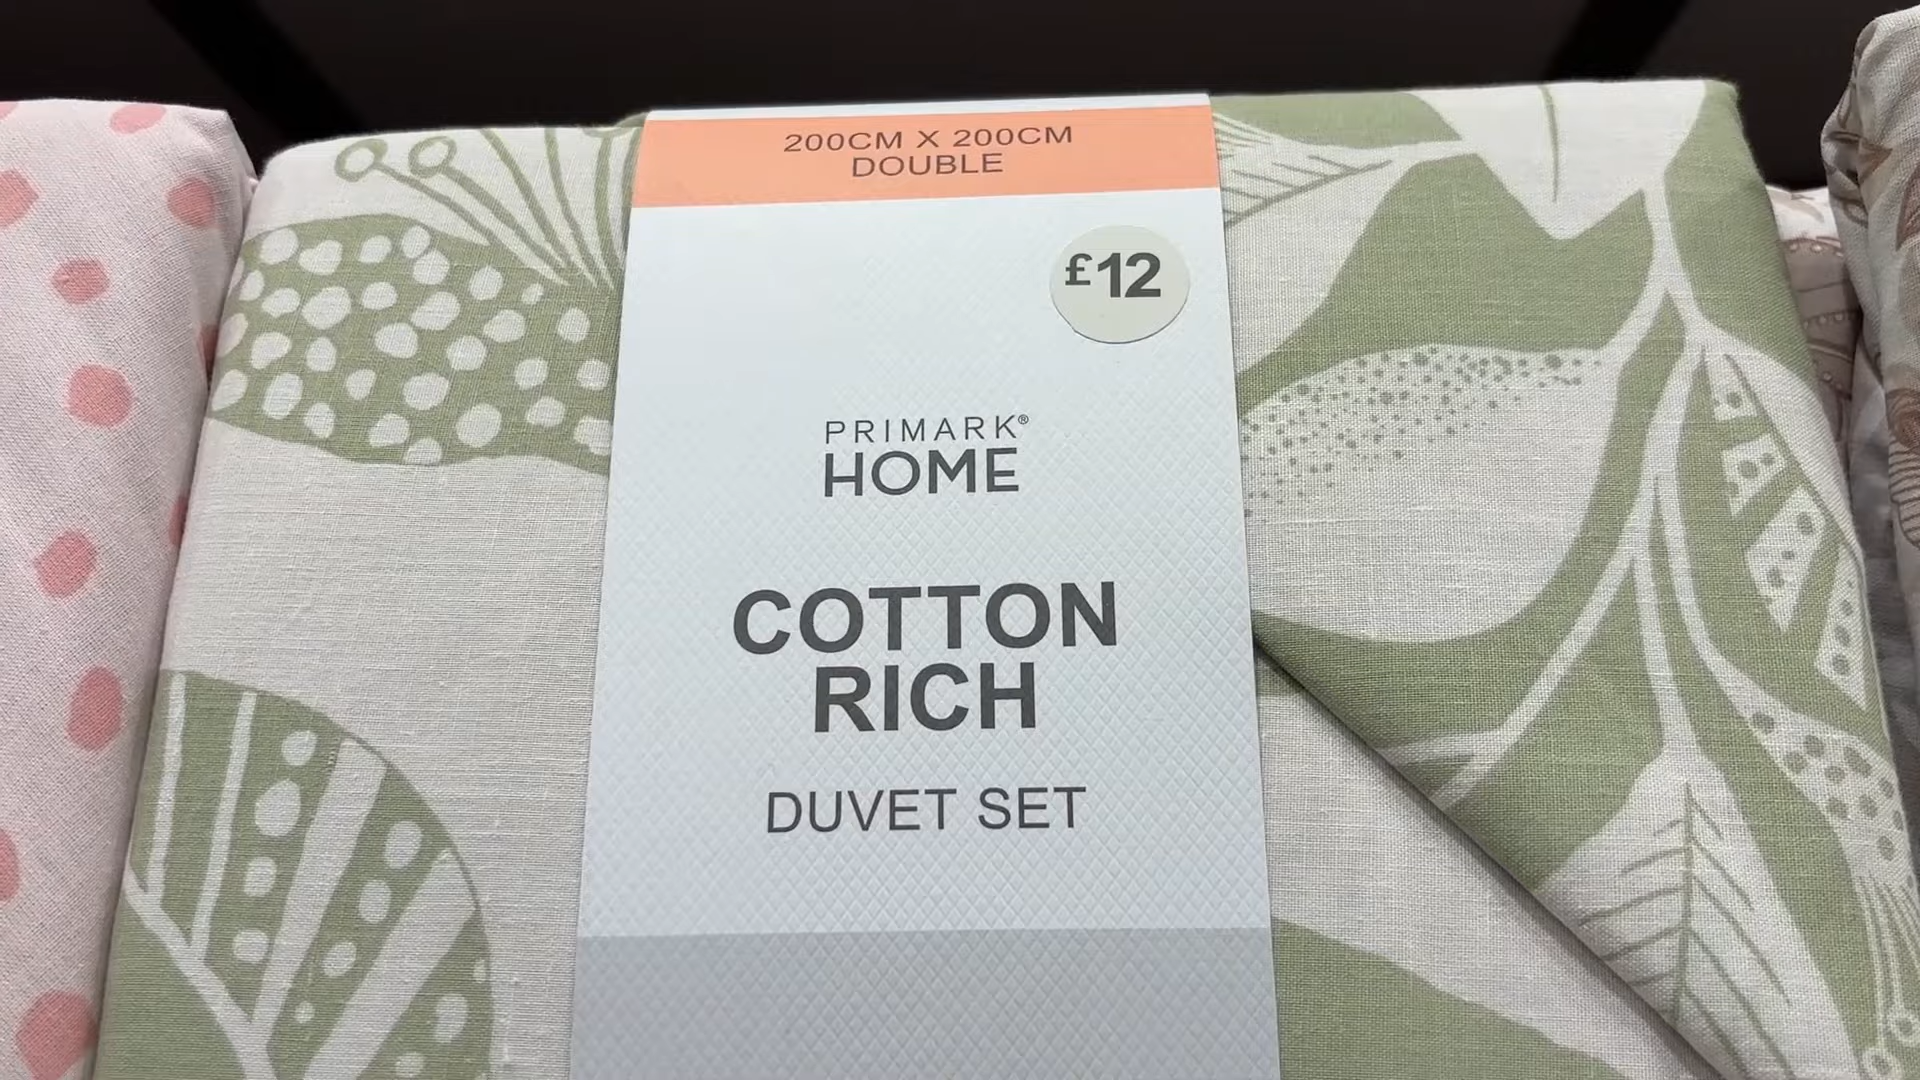 200CM X 200CM
DOUBLE
£12
PRIMARK®
HOME
COTTON
RICH
DUVET SET